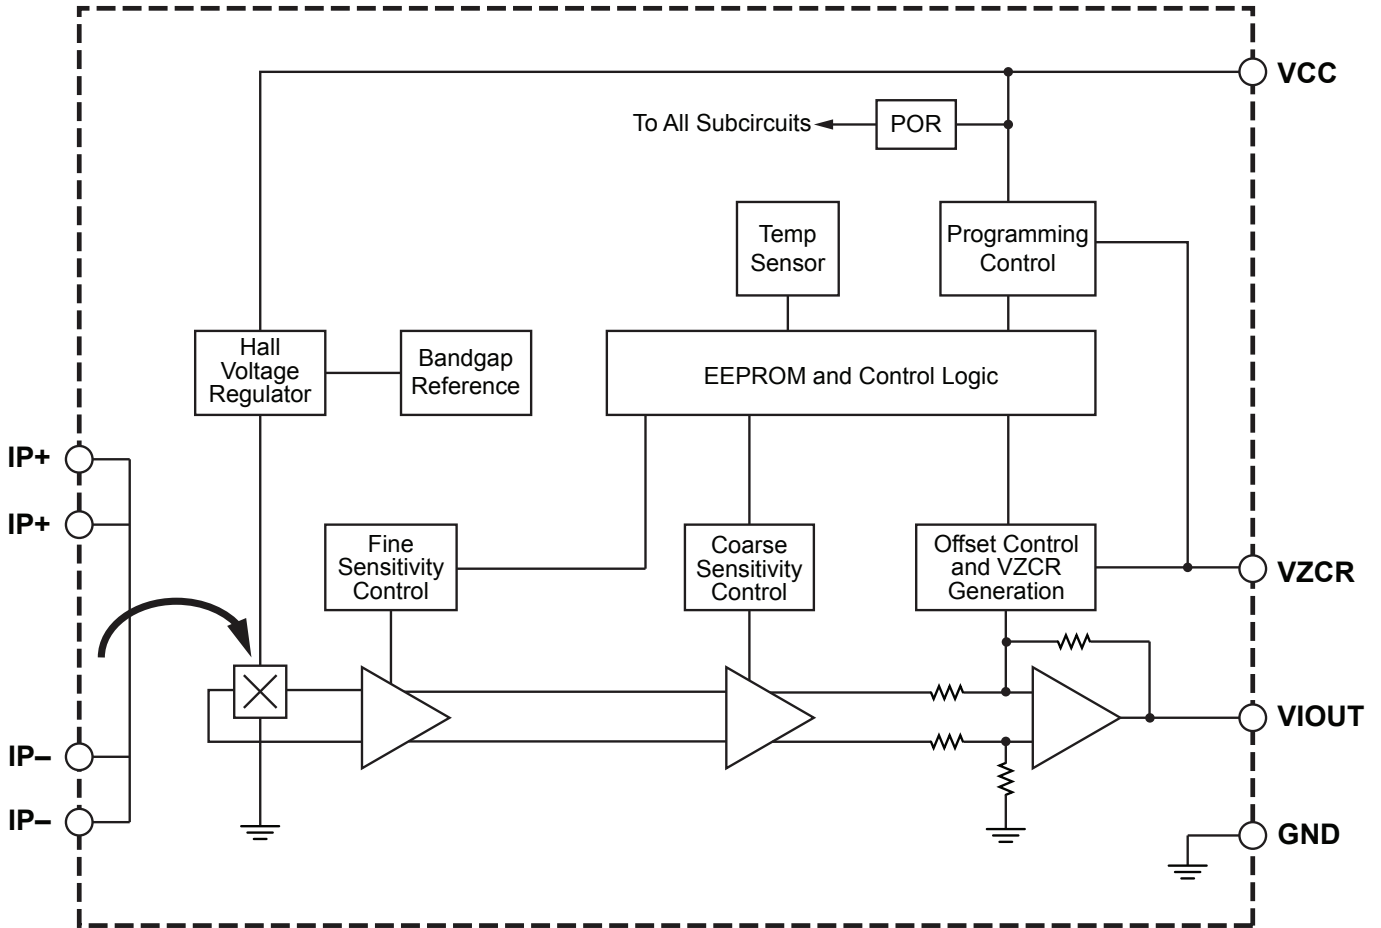 VCC
To All Subcircuits
POR
Temp
Sensor
Programming
Control
Hall
Voltage
Regulator
Bandgap
Reference
EEPROM and Control Logic
IP+
IP+
Fine
Sensitivity
Control
Coarse
Sensitivity
Control
Offset Control
and VZCR
Generation
VZCR
VIOUT
IP–
IP–
GND